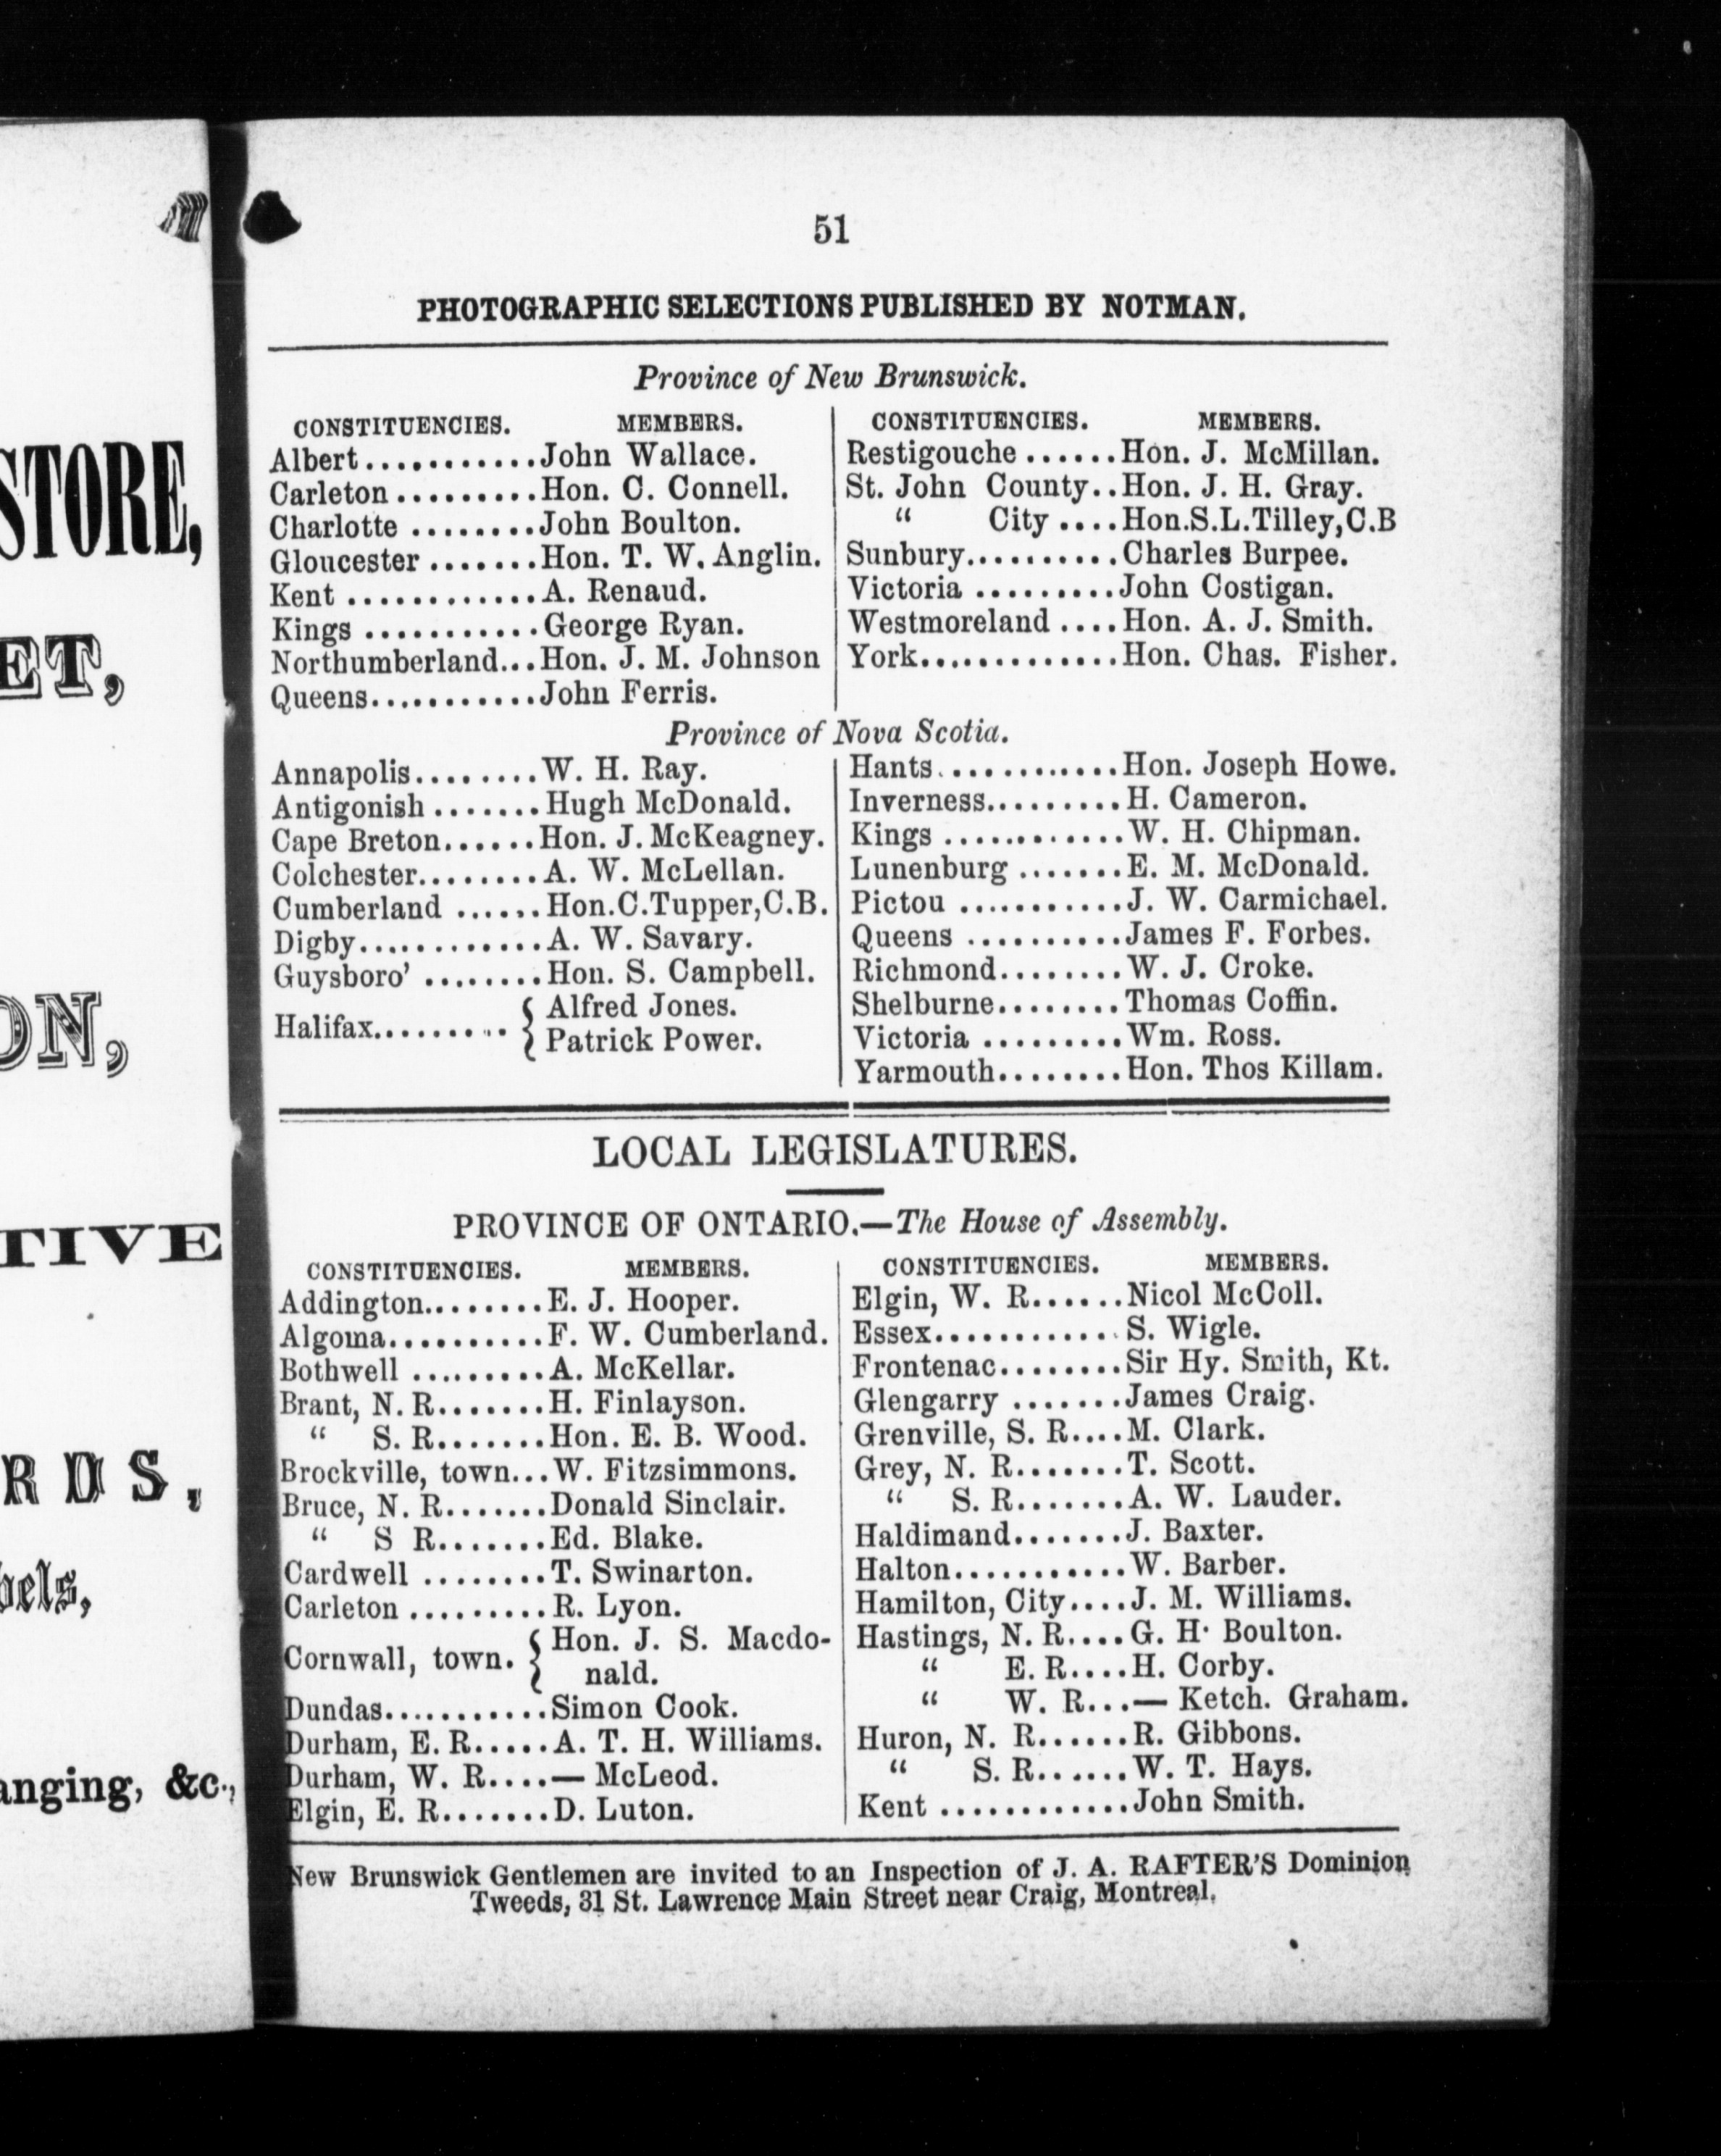 STORE,
ET,
ON,
TIVE
RDS,
bels,
anging, &c.,
51
PHOTOGRAPHIC SELECTIONS PUBLISHED BY NOTMAN.
Province of New Brunswick.
CONSTITUENCIES. MEMBERS.
Albert............John Wallace.
Carleton..........Hon. C. Connell.
Charlotte .........John Boulton.
Gloucester ........Hon. T. W. Anglin.
Kent .............A. Renaud.
Kings ............George Ryan.
Northumberland...Hon. J. M. Johnson
Queens............John Ferris.
CONSTITUENCIES. MEMBERS.
Restigouche ......Hon. J. McMillan.
St. John County..Hon. J. H. Gray.
“ City ....Hon.S.L.Tilley,C.B
Sunbury..........Charles Burpee.
Victoria ..........John Costigan.
Westmoreland ....Hon. A. J. Smith.
York..............Hon. Chas. Fisher.
Province of Nova Scotia.
Annapolis.........W. H. Ray.
Antigonish .......Hugh McDonald.
Cape Breton......Hon. J. McKeagney.
Colchester.........A. W. McLellan.
Cumberland ......Hon.C.Tupper,C.B.
Digby.............A. W. Savary.
Guysboro’ ........Hon. S. Campbell.
Halifax.......... { Alfred Jones.
Patrick Power.
Hants.............Hon. Joseph Howe.
Inverness..........H. Cameron.
Kings .............W. H. Chipman.
Lunenburg .......E. M. McDonald.
Pictou ............J. W. Carmichael.
Queens ...........James F. Forbes.
Richmond.........W. J. Croke.
Shelburne.........Thomas Coffin.
Victoria ..........Wm. Ross.
Yarmouth.........Hon. Thos Killam.
LOCAL LEGISLATURES.
PROVINCE OF ONTARIO.—The House of Assembly.
CONSTITUENCIES. MEMBERS.
Addington.........E. J. Hooper.
Algoma............F. W. Cumberland.
Bothwell ..........A. McKellar.
Brant, N. R........H. Finlayson.
“ S. R........Hon. E. B. Wood.
Brockville, town...W. Fitzsimmons.
Bruce, N. R.......Donald Sinclair.
“ S R........Ed. Blake.
Cardwell .........T. Swinarton.
Carleton ..........R. Lyon.
Cornwall, town. { Hon. J. S. Macdo-
nald.
Dundas............Simon Cook.
Durham, E. R......A. T. H. Williams.
Durham, W. R....— McLeod.
Elgin, E. R........D. Luton.
CONSTITUENCIES. MEMBERS.
Elgin, W. R......Nicol McColl.
Essex.............S. Wigle.
Frontenac.........Sir Hy. Smith, Kt.
Glengarry ........James Craig.
Grenville, S. R....M. Clark.
Grey, N. R........T. Scott.
“ S. R........A. W. Lauder.
Haldimand........J. Baxter.
Halton............W. Barber.
Hamilton, City....J. M. Williams.
Hastings, N. R....G. H. Boulton.
“ E. R....H. Corby.
“ W. R...— Ketch. Graham.
Huron, N. R......R. Gibbons.
“ S. R.......W. T. Hays.
Kent .............John Smith.
New Brunswick Gentlemen are invited to an Inspection of J. A. RAFTER'S Dominion
Tweeds, 31 St. Lawrence Main Street near Craig, Montreal.